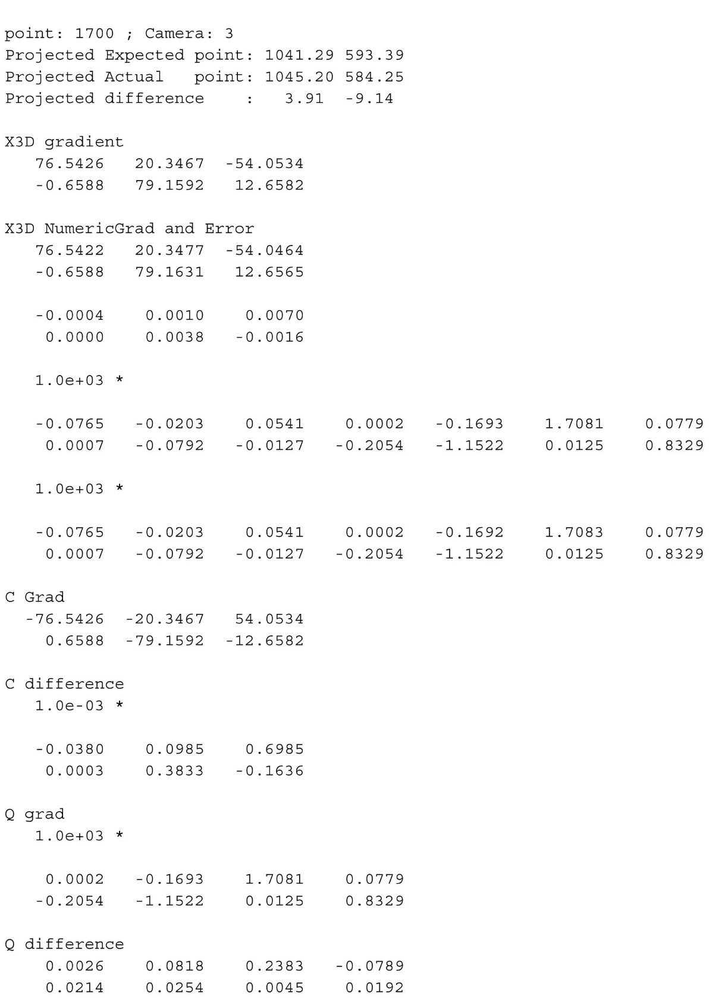 point: 1700 ; Camera: 3
Projected Expected point: 1041.29 593.39
Projected Actual   point: 1045.20 584.25
Projected difference    :   3.91  -9.14
X3D gradient
   76.5426   20.3467  -54.0534
   -0.6588   79.1592   12.6582
X3D NumericGrad and Error
   76.5422   20.3477  -54.0464
   -0.6588   79.1631   12.6565
   -0.0004    0.0010    0.0070
    0.0000    0.0038   -0.0016
   1.0e+03 *
   -0.0765   -0.0203    0.0541    0.0002   -0.1693    1.7081    0.0779
    0.0007   -0.0792   -0.0127   -0.2054   -1.1522    0.0125    0.8329
   1.0e+03 *
   -0.0765   -0.0203    0.0541    0.0002   -0.1692    1.7083    0.0779
    0.0007   -0.0792   -0.0127   -0.2054   -1.1522    0.0125    0.8329
C Grad
  -76.5426  -20.3467   54.0534
    0.6588  -79.1592  -12.6582
C difference
   1.0e-03 *
   -0.0380    0.0985    0.6985
    0.0003    0.3833   -0.1636
Q grad
   1.0e+03 *
    0.0002   -0.1693    1.7081    0.0779
   -0.2054   -1.1522    0.0125    0.8329
Q difference
    0.0026    0.0818    0.2383   -0.0789
    0.0214    0.0254    0.0045    0.0192